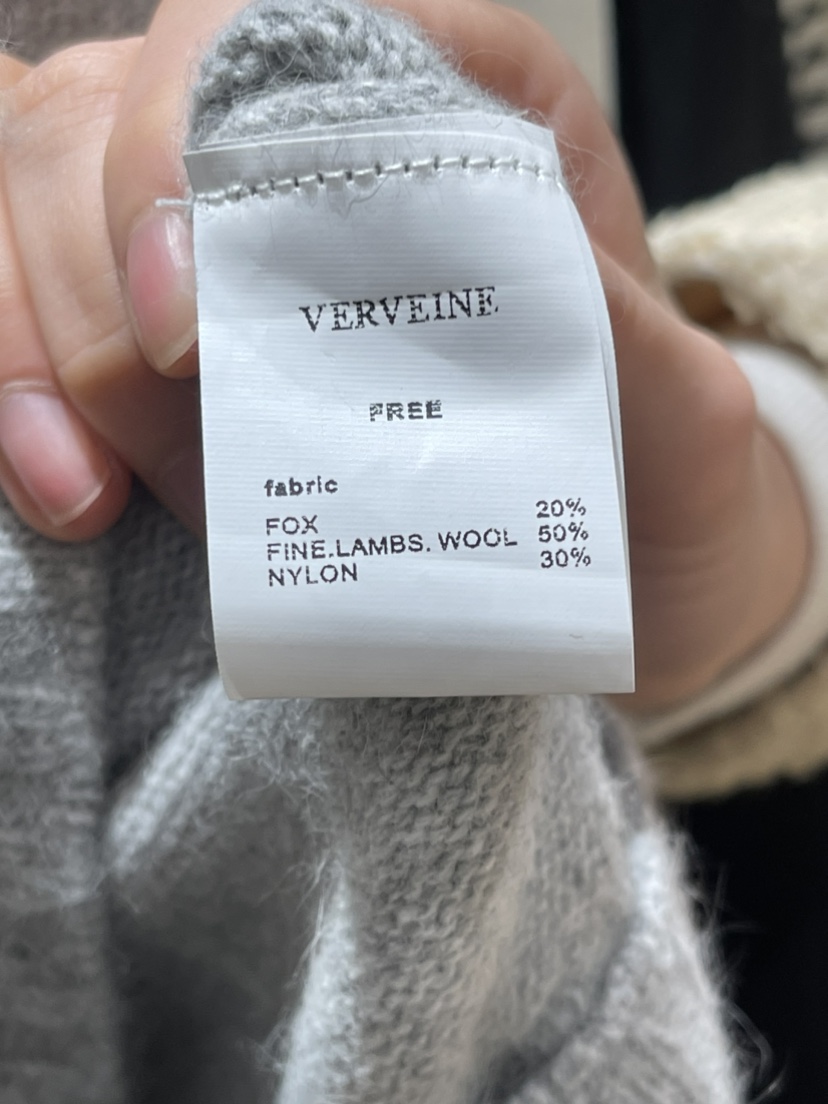 VERVEINE
FREE
fabric
FOX 20%
FINE.LAMBS. WOOL 50%
NYLON 30%